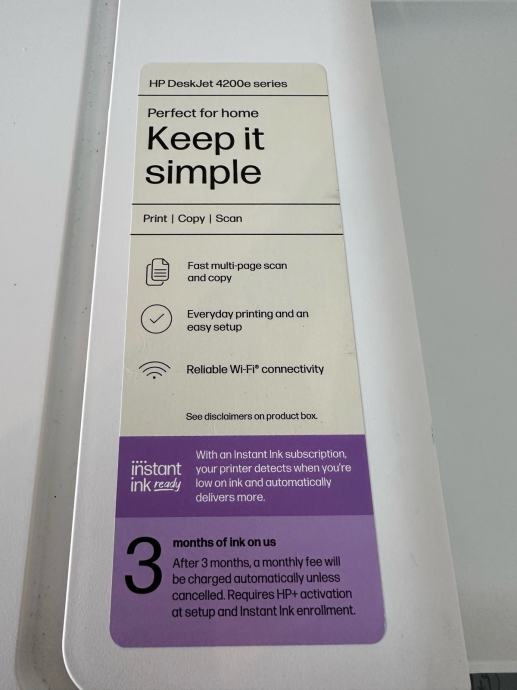 HP DeskJet 4200e series
Perfect for home
Keep it
simple
Print | Copy | Scan
Fast multi-page scan
and copy
Everyday printing and an
easy setup
Reliable Wi-Fi® connectivity
See disclaimers on product box.
instant
ink ready
With an Instant Ink subscription,
your printer detects when you're
low on ink and automatically
delivers more.
3
months of ink on us
After 3 months, a monthly fee will
be charged automatically unless
cancelled. Requires HP+ activation
at setup and Instant Ink enrollment.